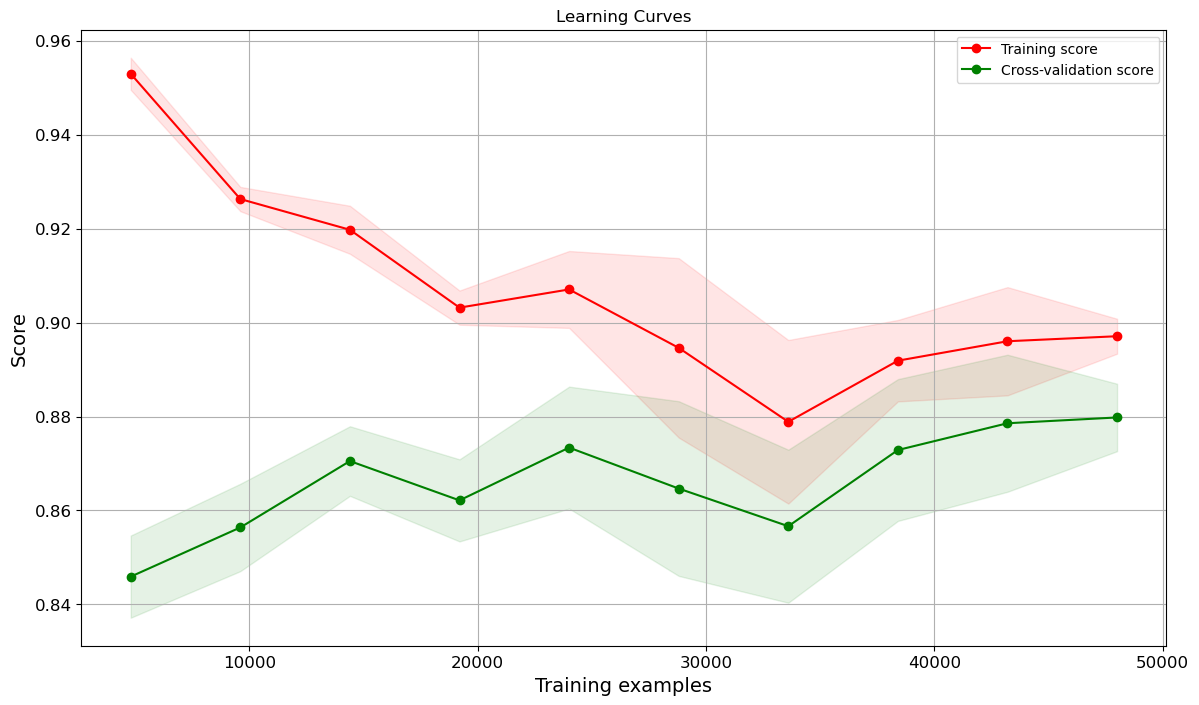 Learning Curves
Training score
Cross-validation score
0.96
0.94
0.92
0.90
0.88
0.86
0.84
Score
10000 20000 30000 40000 50000
Training examples